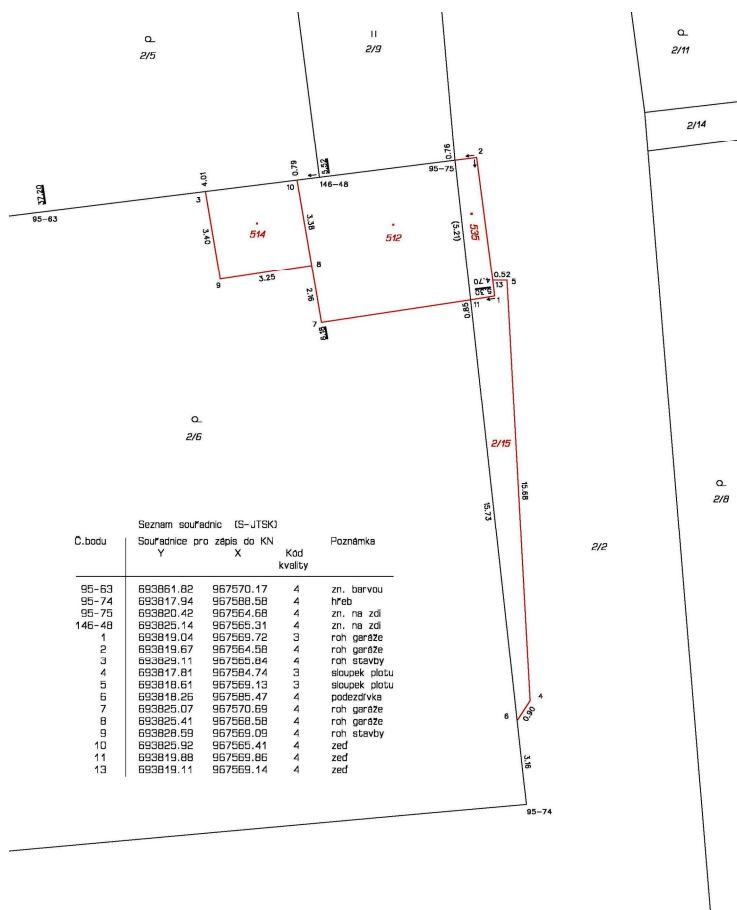 2/5
2/9
2/11
2/14
2
0.76
5.52
0.79
146-48
95-75
4.01
37.20
95-63
3
10
514
512
535
3.40
3.38
(5.21)
3.25
9
8
2.16
0.52
5
13
4.70
1
11
7
0.85
2/6
2/15
15.68
15.73
2/8
2/2
Seznam souřadnic (S-JTSK)
Č.bodu Souřadnice pro zápis do KN Poznámka
Y X Kód
kvality
95-63 693861.82 967570.17 4 zn. barvou
95-74 693817.94 967588.58 4 hřeb
95-75 693820.42 967564.68 4 zn. na zdi
146-48 693825.14 967565.31 4 zn. na zdi
1 693819.04 967569.72 3 roh garáže
2 693819.67 967564.58 4 roh garáže
3 693829.11 967565.84 4 roh stavby
4 693817.81 967584.74 3 sloupek plotu
5 693818.61 967569.13 3 sloupek plotu
6 693818.26 967585.47 4 podezdívka
7 693825.07 967570.69 4 roh garáže
8 693825.41 967568.58 4 roh garáže
9 693828.59 967569.09 4 roh stavby
10 693825.92 967565.41 4 zeď
11 693819.88 967569.86 4 zeď
13 693819.11 967569.14 4 zeď
4
6
0.90
3.16
95-74